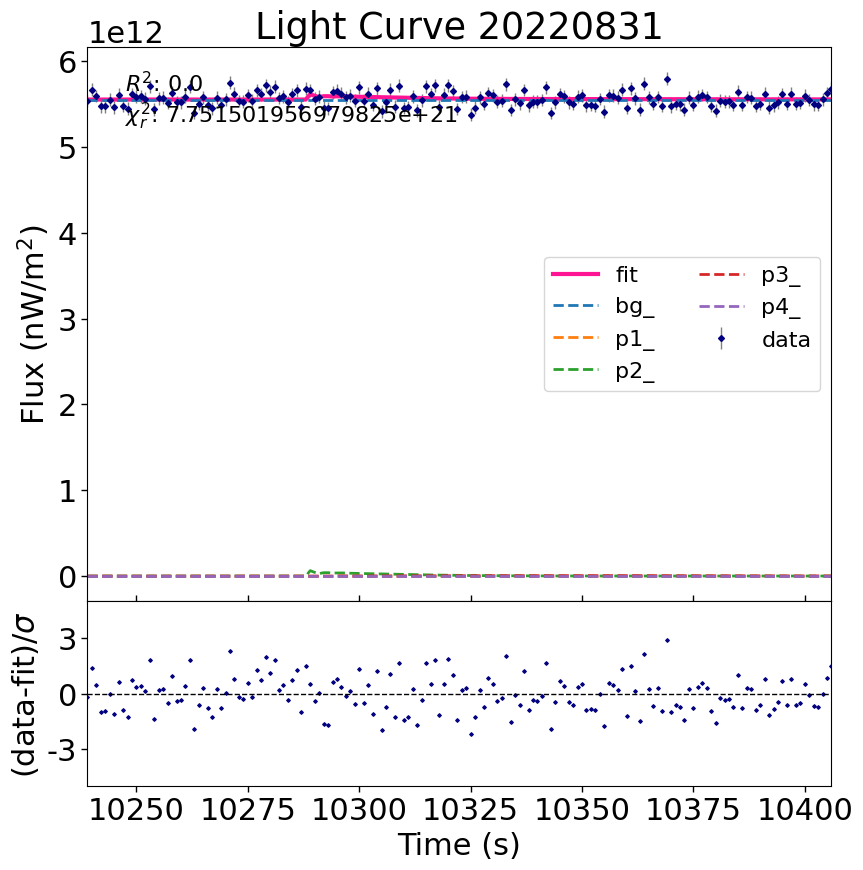 Light Curve 20220831
1e12
R²: 0.0
χ²ᵣ: 7.751501956979825e+21
Flux (nW/m²)
6
5
4
3
2
1
0
fit
bg_
p1_
p2_
p3_
p4_
data
(data-fit)/σ
3
0
-3
10250 10275 10300 10325 10350 10375 10400
Time (s)